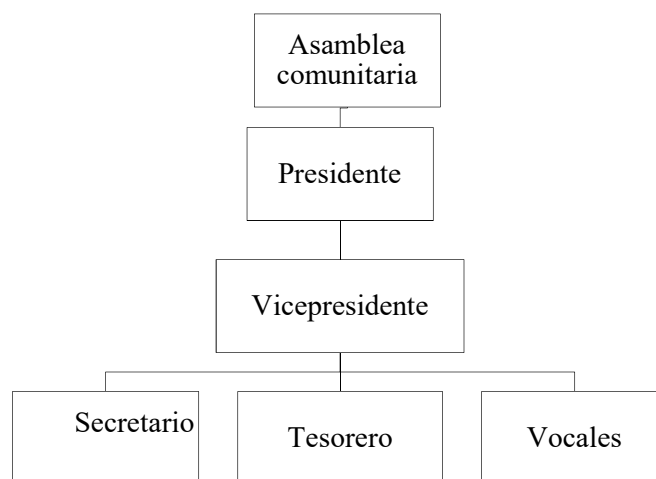 Asamblea
comunitaria
Presidente
Vicepresidente
Secretario
Tesorero
Vocales